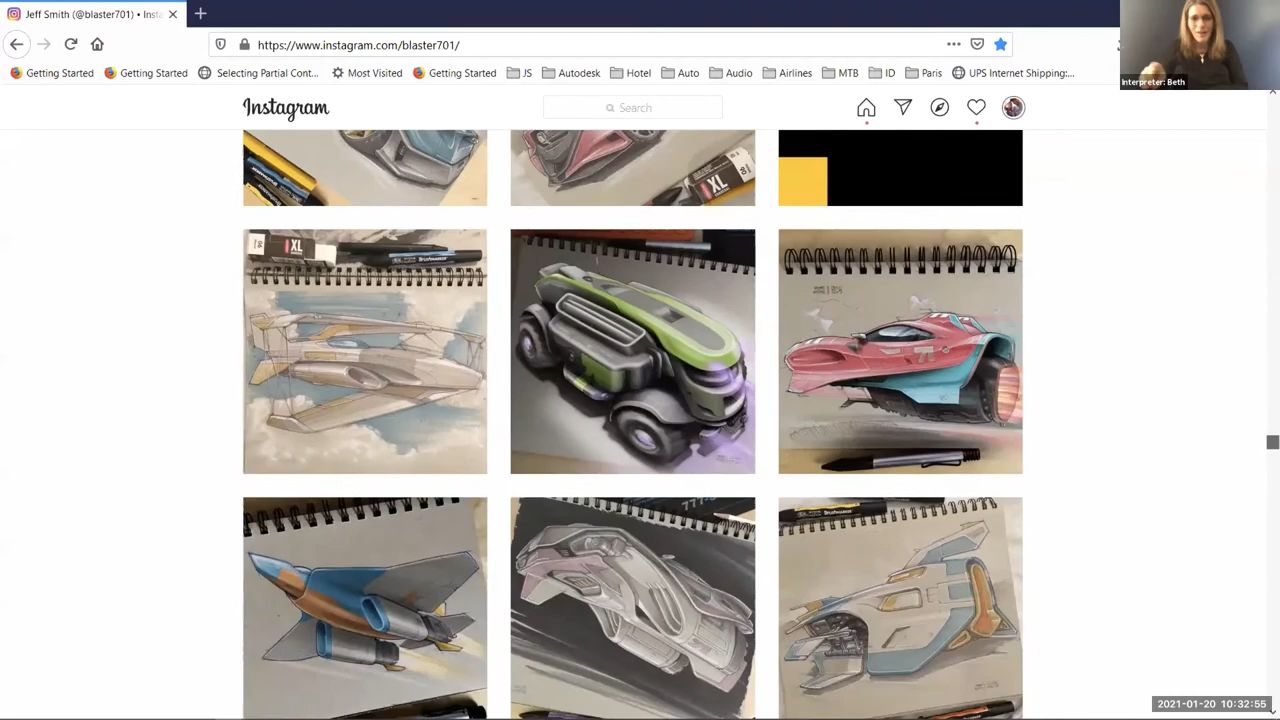 Jeff Smith (@blaster701) • Insta
https://www.instagram.com/blaster701/
Getting Started Getting Started Selecting Partial Cont... Most Visited Getting Started JS Autodesk Hotel Auto Audio Airlines MTB ID Paris UPS Internet Shipping:...
Interpreter: Beth
Instagram
Search
XL
90
XL
2021-01-20 10:32:55